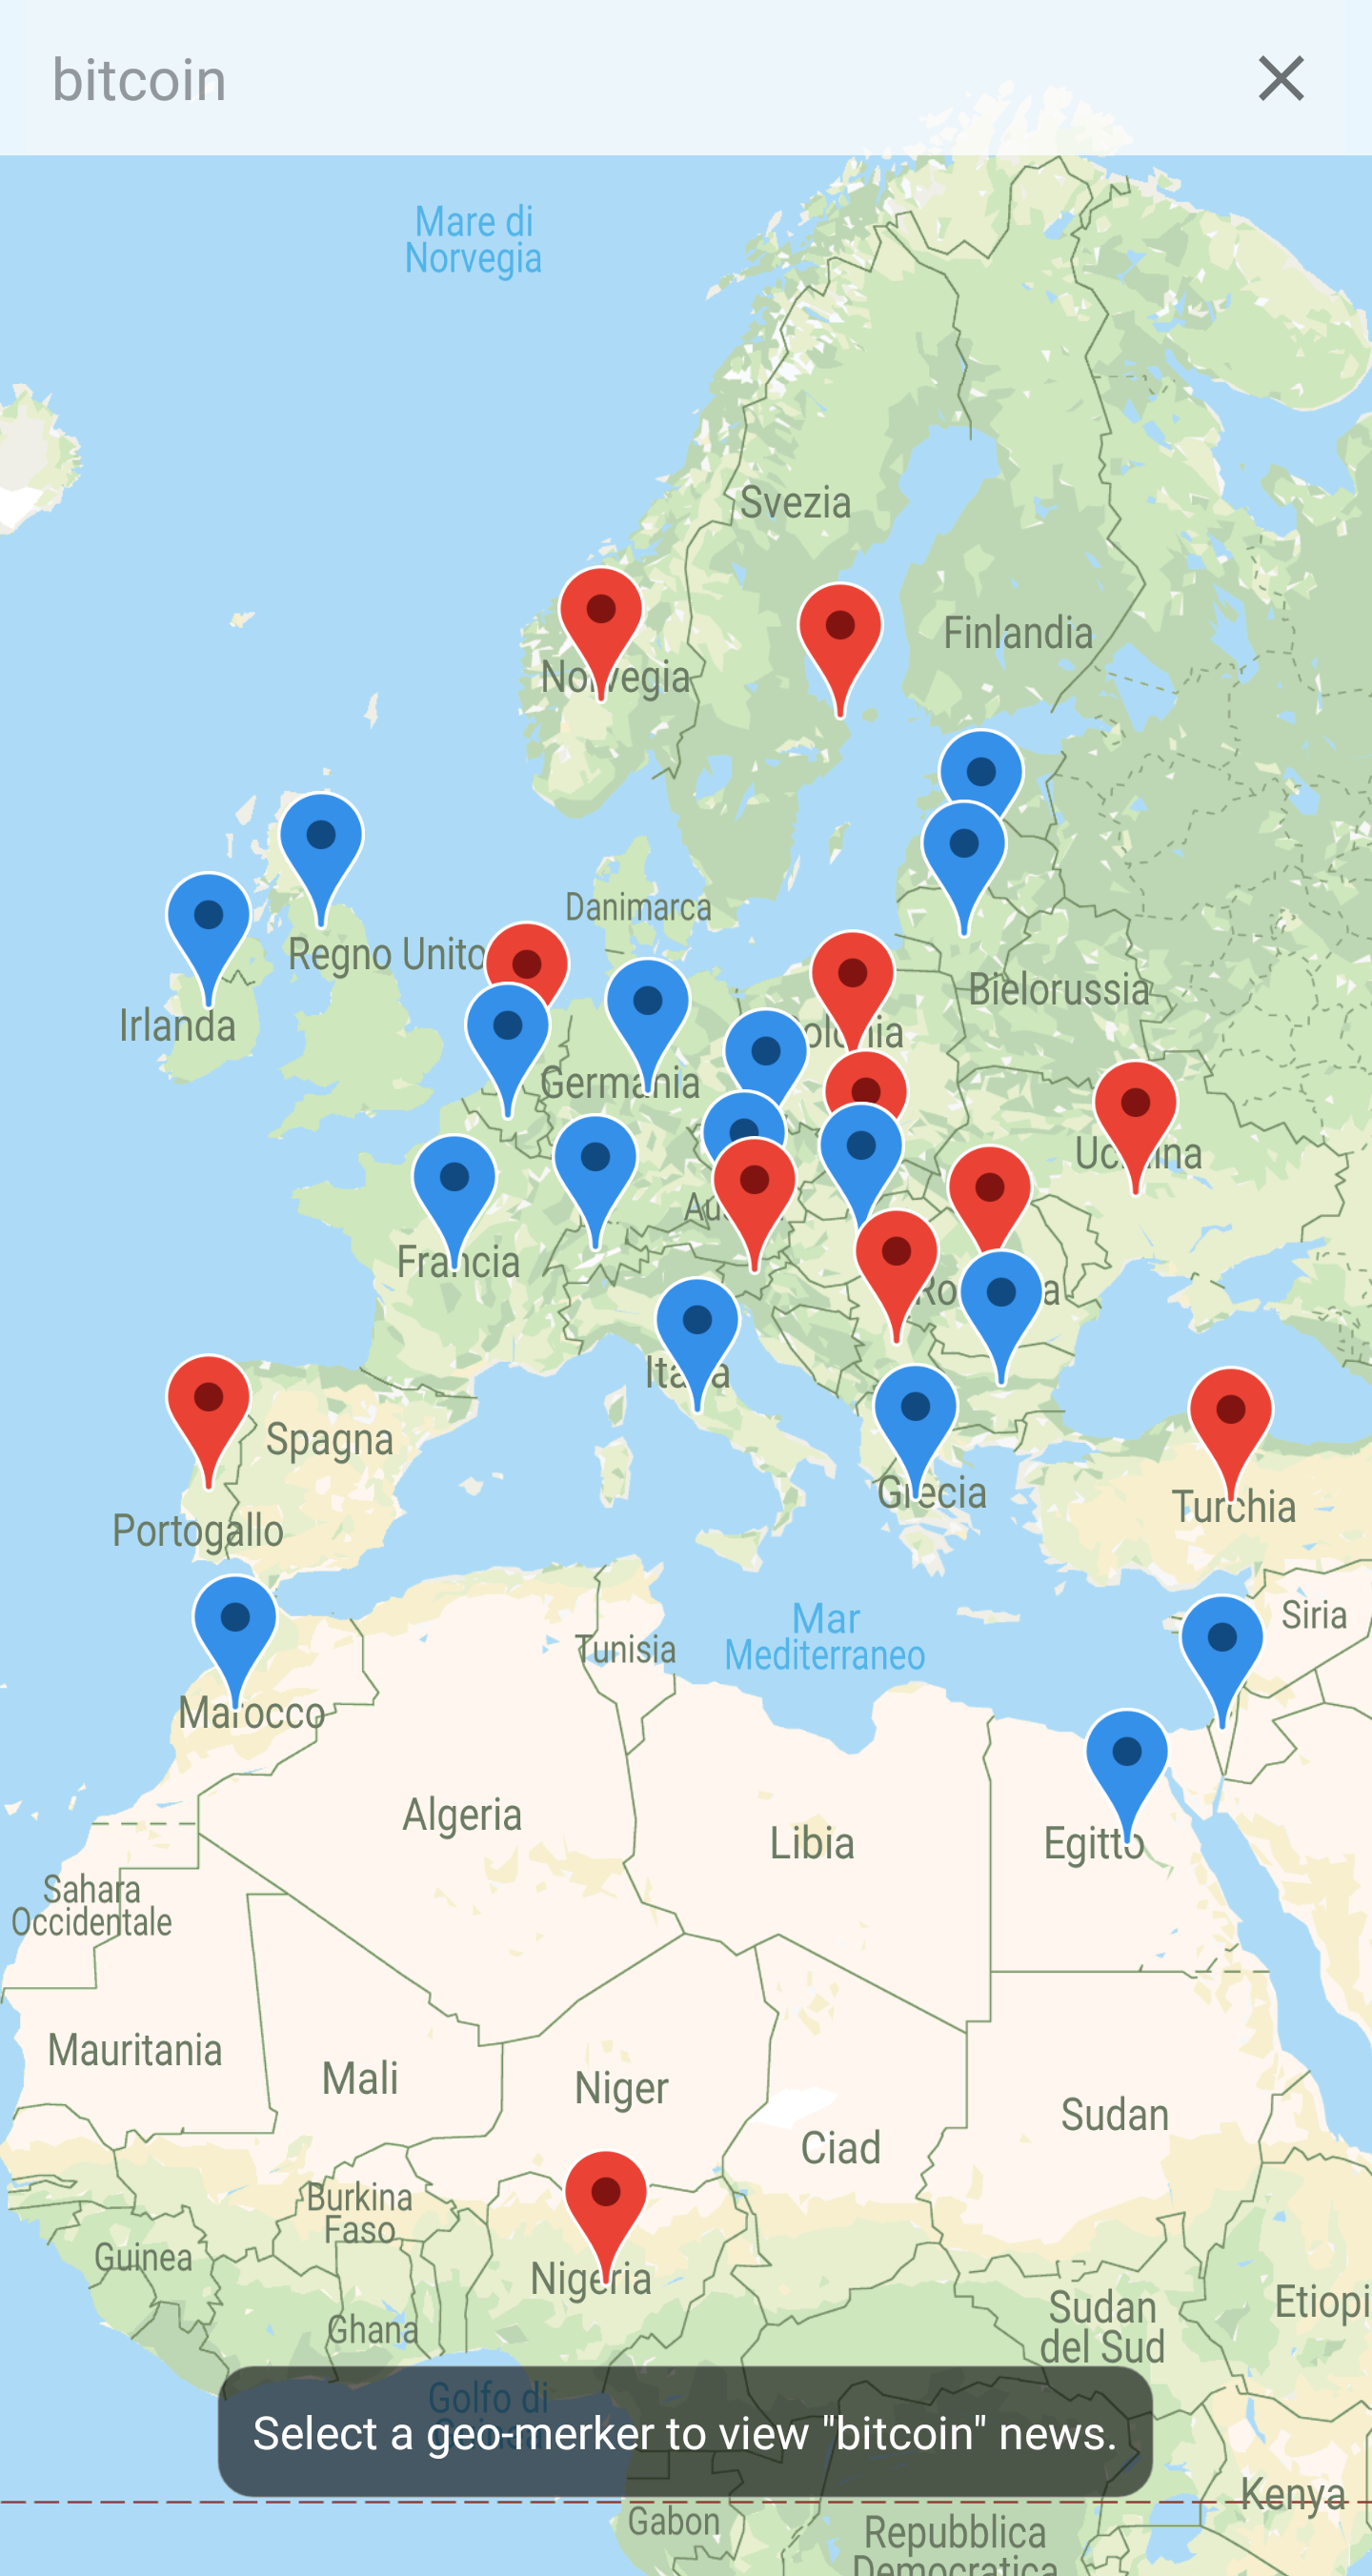 bitcoin
Mare di
Norvegia
Svezia
Finlandia
Norvegia
Danimarca
Regno Unito
Bielorussia
Irlanda
Polonia
Germania
Ucraina
Francia
Romania
Italia
Spagna
Grecia
Turchia
Portogallo
Mar
Mediterraneo
Siria
Tunisia
Marocco
Algeria
Libia
Egitto
Sahara
Occidentale
Mauritania
Mali
Niger
Sudan
Ciad
Burkina
Faso
Guinea
Nigeria
Ghana
Sudan
del Sud
Etiopi
Golfo di
Select a geo-merker to view "bitcoin" news.
Kenya
Gabon
Repubblica
Democratica